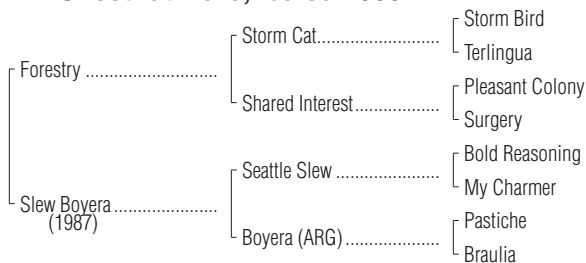 Storm Bird
Storm Cat
Terlingua
Forestry
Pleasant Colony
Shared Interest
Surgery
Bold Reasoning
Seattle Slew
My Charmer
Slew Boyera
(1987)
Pastiche
Boyera (ARG)
Braulia